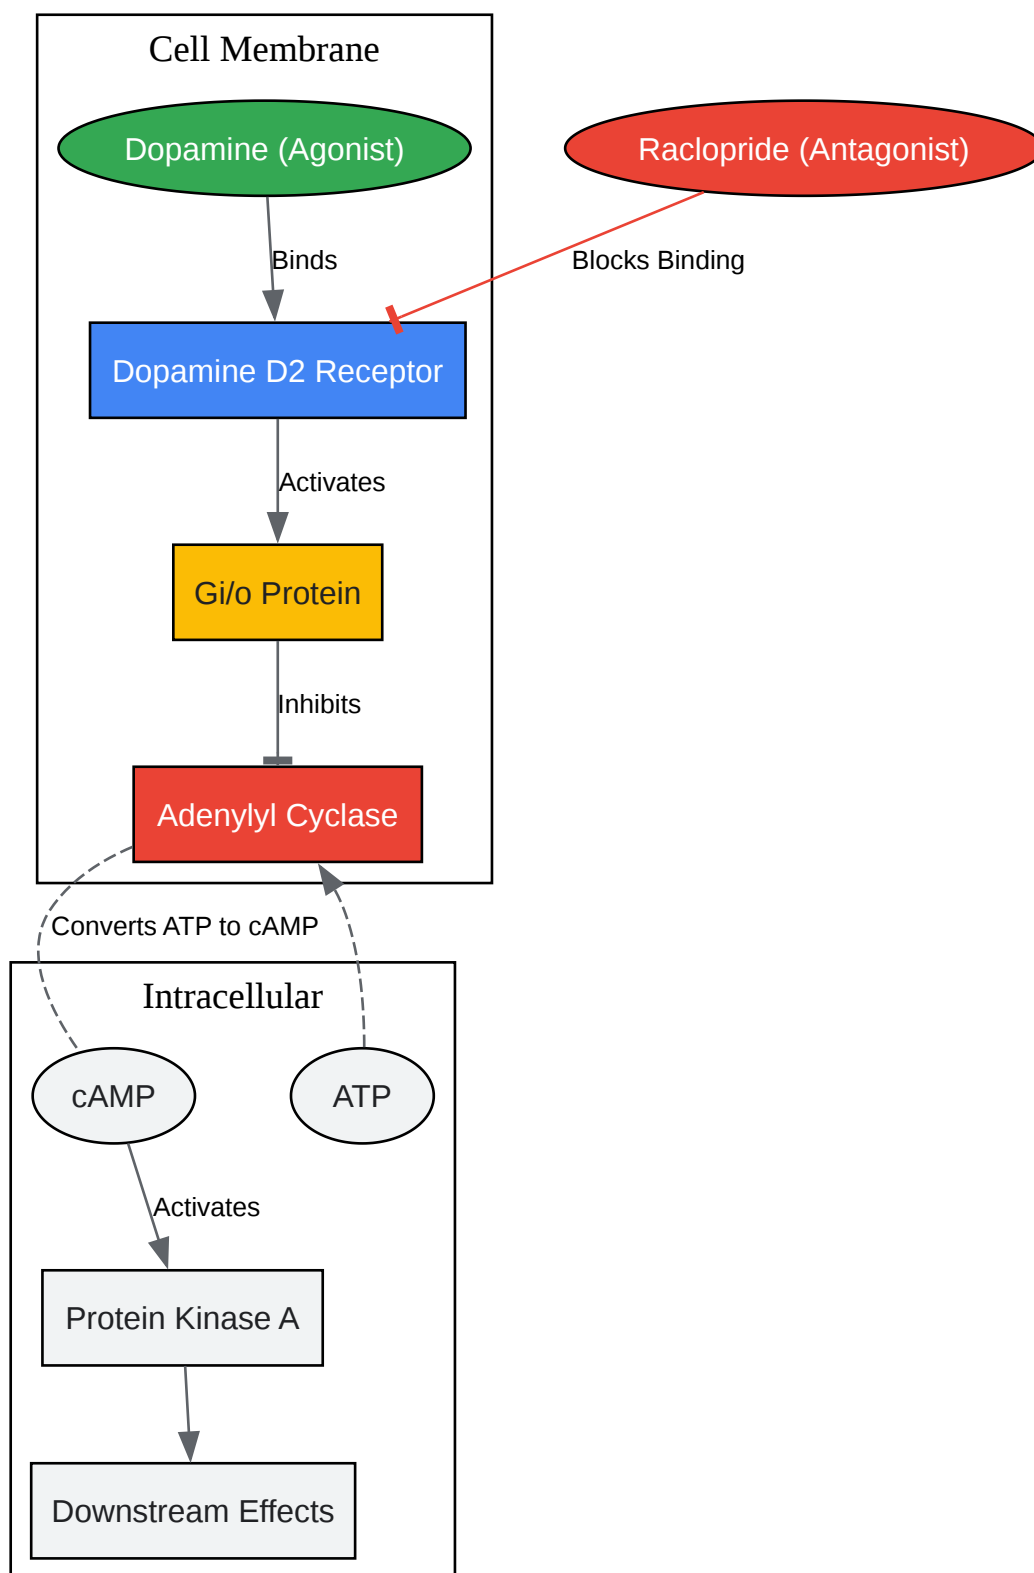 Cell Membrane
Dopamine (Agonist)
Raclopride (Antagonist)
Binds
Blocks Binding
Dopamine D2 Receptor
Activates
Gi/o Protein
Inhibits
Adenylyl Cyclase
Converts ATP to cAMP
Intracellular
cAMP
ATP
Activates
Protein Kinase A
Downstream Effects